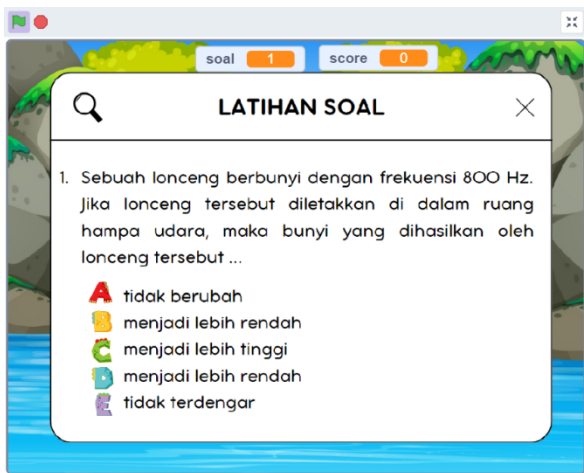 soal 1 score 0
LATIHAN SOAL
1. Sebuah lonceng berbunyi dengan frekuensi 800 Hz.
Jika lonceng tersebut diletakkan di dalam ruang
hampa udara, maka bunyi yang dihasilkan oleh
lonceng tersebut ...
A tidak berubah
B menjadi lebih rendah
C menjadi lebih tinggi
D menjadi lebih rendah
E tidak terdengar